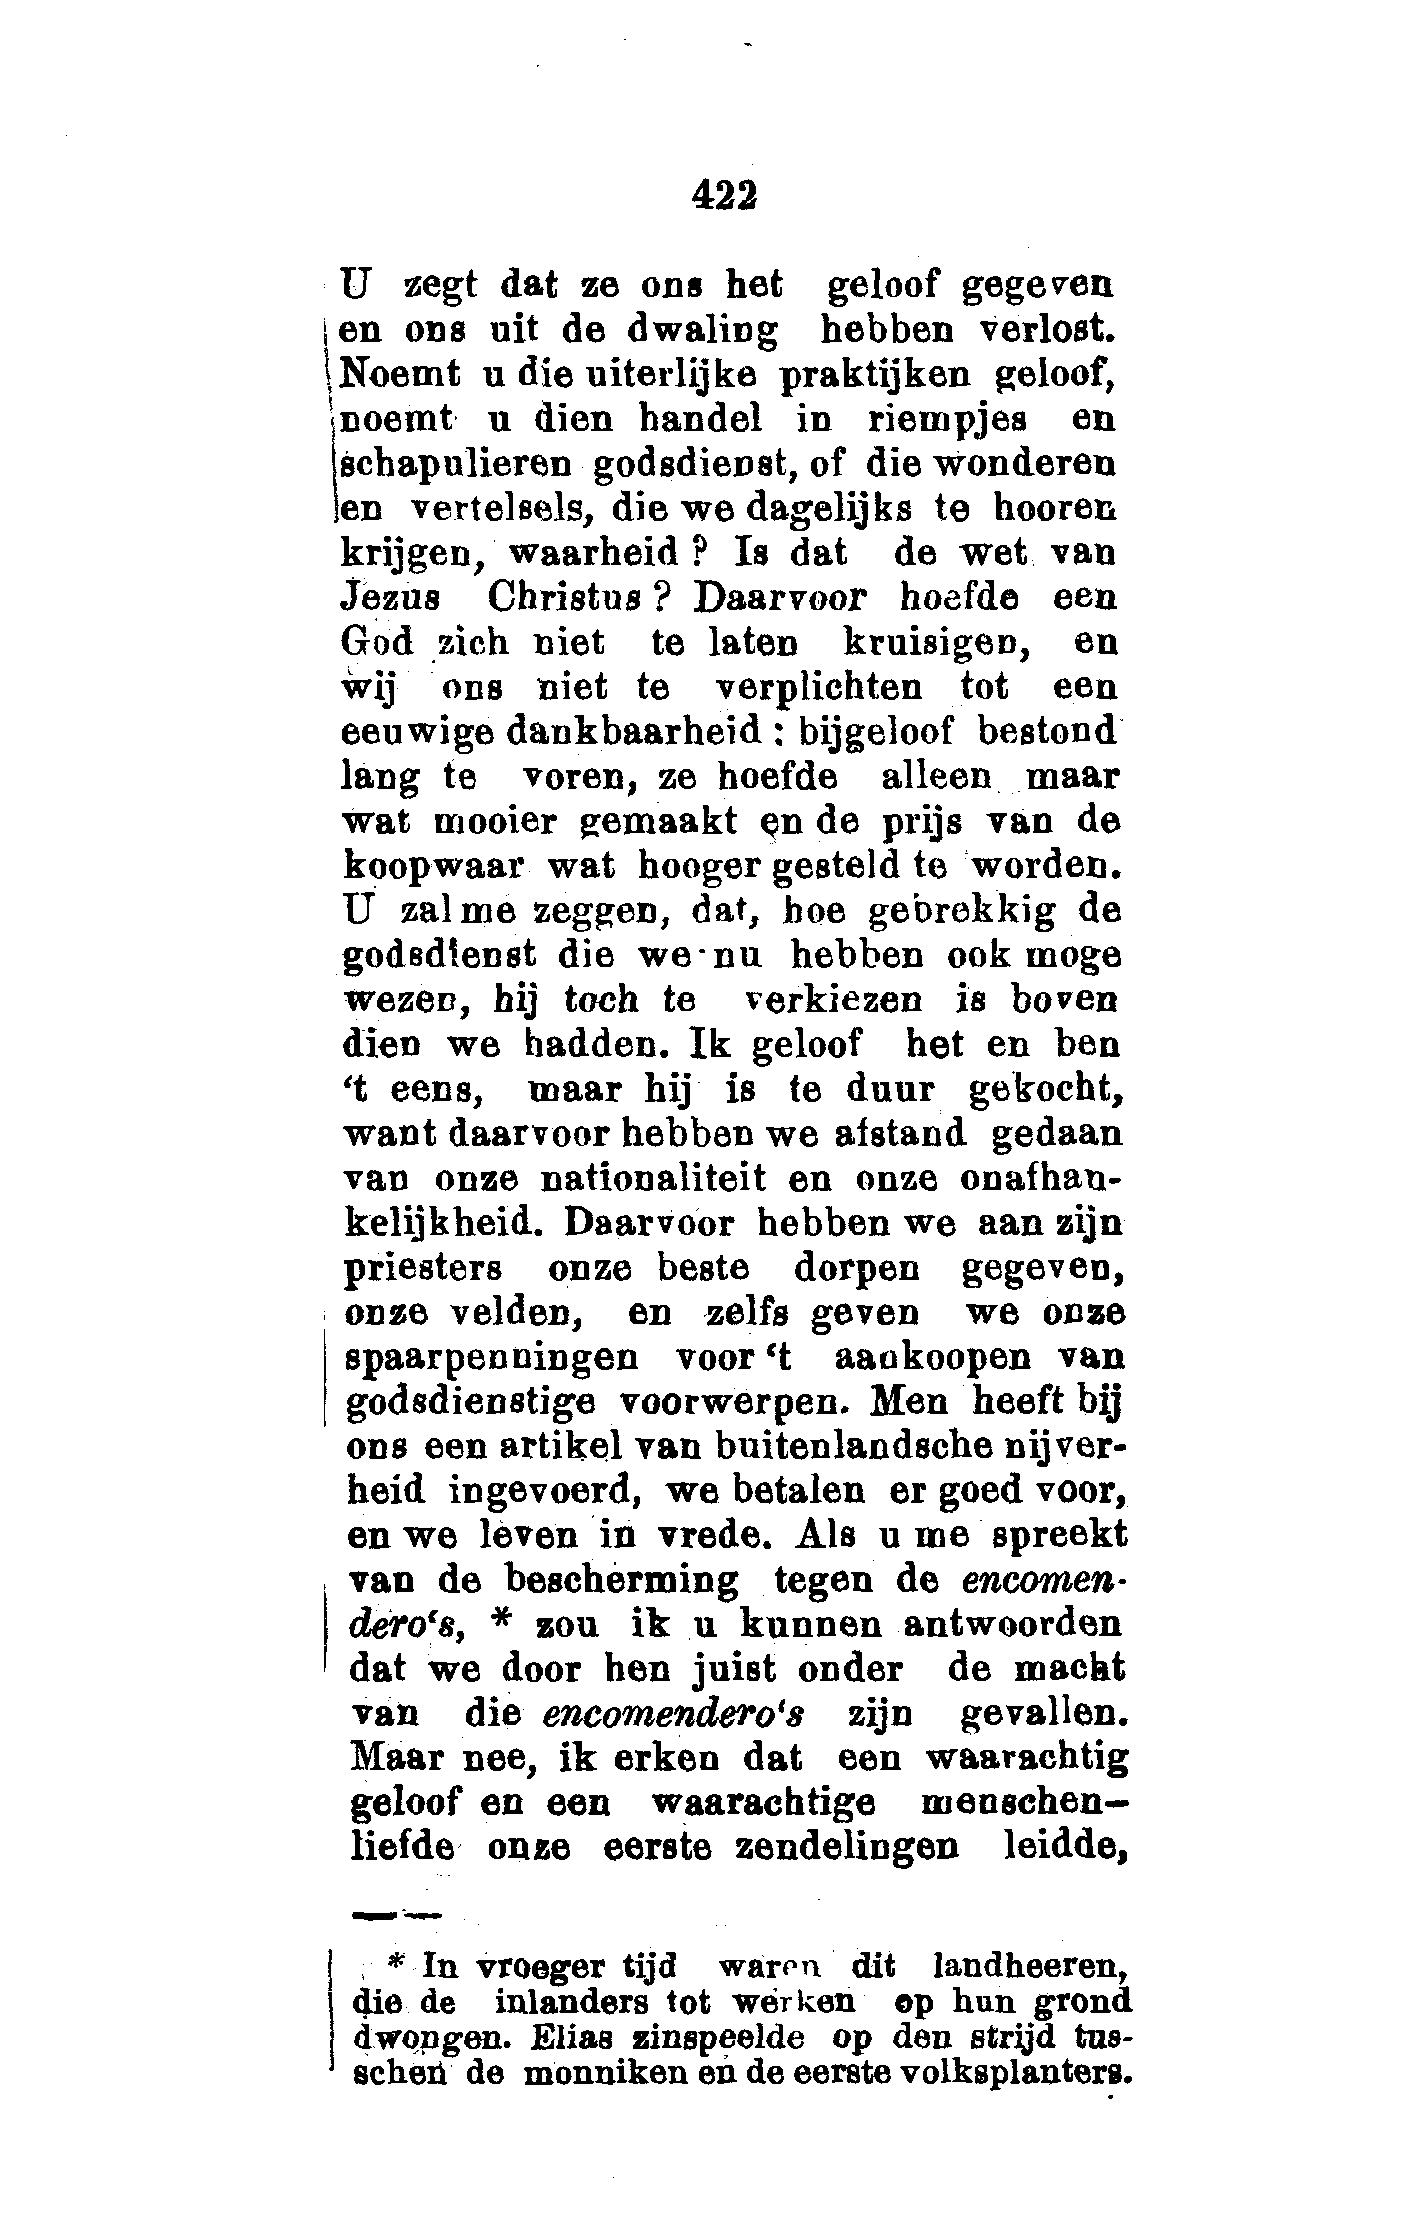 422
U zegt dat ze ons het geloof gegeven
en ons uit de dwaling hebben verlost.
Noemt u die uiterlijke praktijken geloof,
noemt u dien handel in riempjes en
schapulieren godsdienst, of die wonderen
en vertelsels, die we dagelijks te hooren
krijgen, waarheid ? Is dat de wet van
Jezus Christus ? Daarvoor hoefde een
God zich niet te laten kruisigen, en
wij ons niet te verplichten tot een
eeuwige dankbaarheid : bijgeloof bestond
lang te voren, ze hoefde alleen maar
wat mooier gemaakt en de prijs van de
koopwaar wat hooger gesteld te worden.
U zal me zeggen, dat, hoe gebrekkig de
godsdienst die we nu hebben ook moge
wezen, hij toch te verkiezen is boven
dien we hadden. Ik geloof het en ben
‘t eens, maar hij is te duur gekocht,
want daarvoor hebben we afstand gedaan
van onze nationaliteit en onze onafhan-
kelijkheid. Daarvoor hebben we aan zijn
priesters onze beste dorpen gegeven,
onze velden, en zelfs geven we onze
spaarpenningen voor ‘t aankoopen van
godsdienstige voorwerpen. Men heeft bij
ons een artikel van buitenlandsche nijver-
heid ingevoerd, we betalen er goed voor,
en we leven in vrede. Als u me spreekt
van de bescherming tegen de encomen-
dero‘s, * zou ik u kunnen antwoorden
dat we door hen juist onder de macht
van die encomendero‘s zijn gevallen.
Maar nee, ik erken dat een waarachtig
geloof en een waarachtige menschen-
liefde onze eerste zendelingen leidde,
* In vroeger tijd waren dit landheeren,
die de inlanders tot werken op hun grond
dwongen. Elias zinspeelde op den strijd tus-
schen de monniken en de eerste volksplanters.